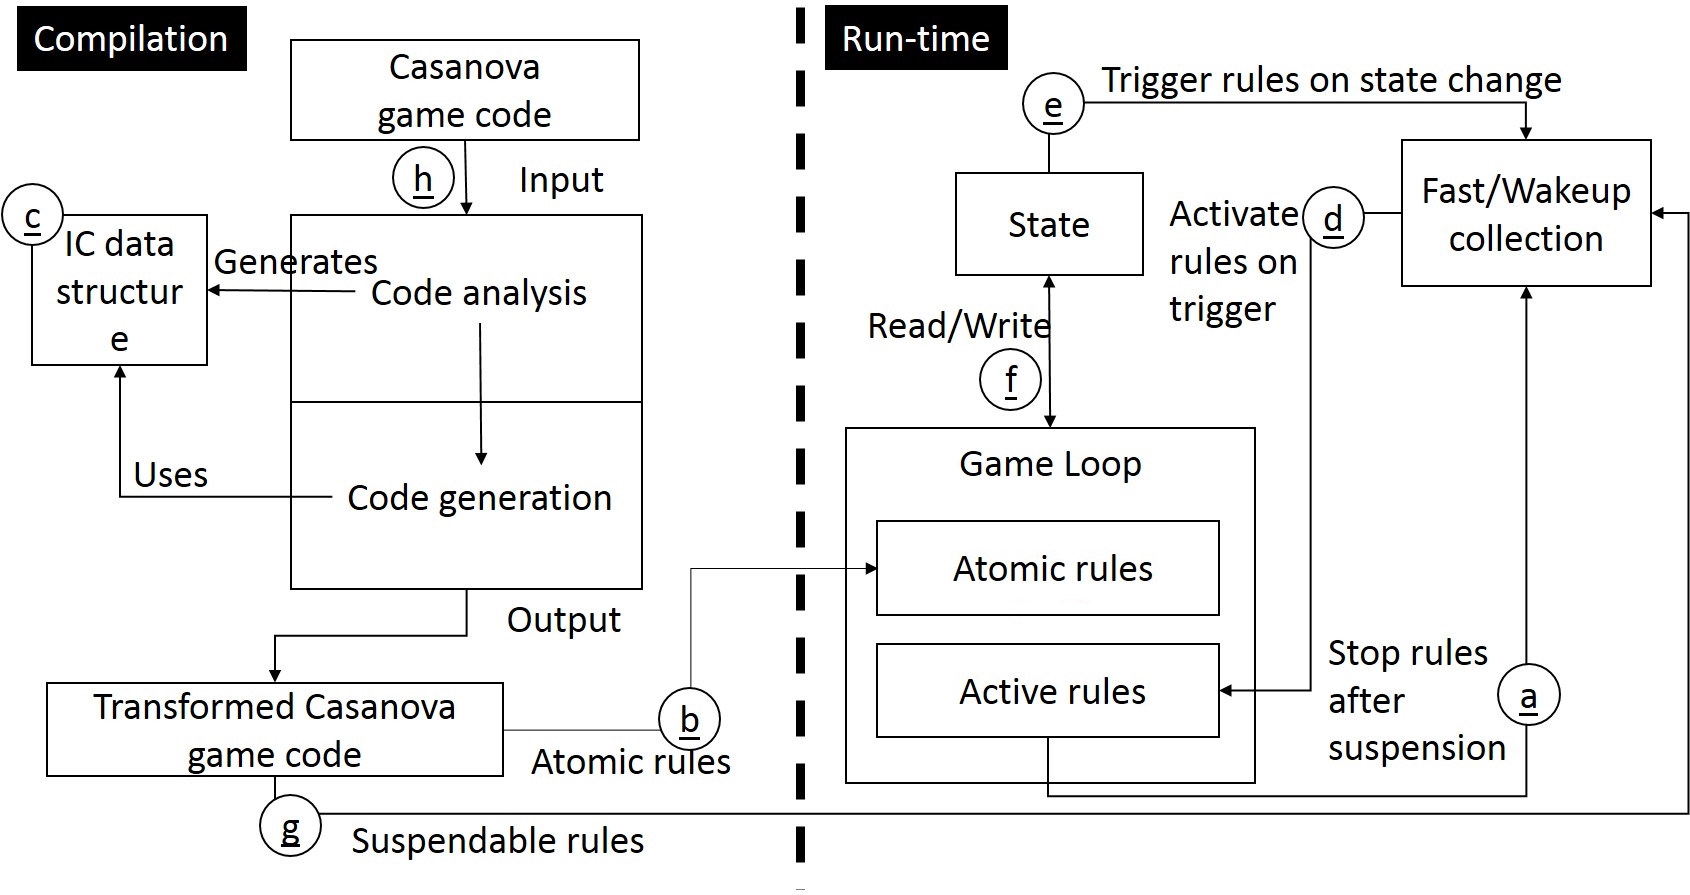 Compilation
Casanova
game code
h
Input
c
IC data
structur
e
Generates
Code analysis
Uses
Code generation
Output
Transformed Casanova
game code
b
Atomic rules
g
Suspendable rules
Run-time
e
Trigger rules on state change
State
Activate
rules on
trigger
d
Fast/Wakeup
collection
Read/Write
f
Game Loop
Atomic rules
Active rules
Stop rules
after
suspension
a